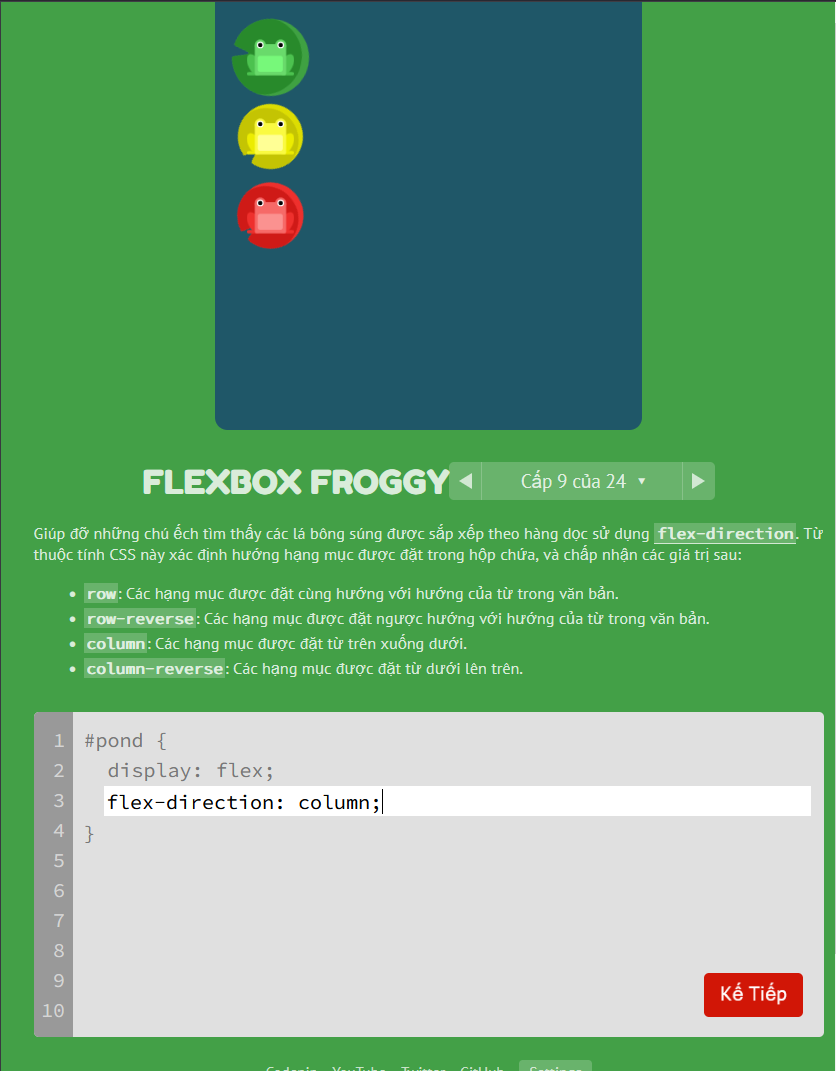 FLEXBOX FROGGY
Cấp 9 của 24 ▼
Giúp đỡ những chú ếch tìm thấy các lá bông súng được sắp xếp theo hàng dọc sử dụng flex-direction. Từ
thuộc tính CSS này xác định hướng hạng mục được đặt trong hộp chứa, và chấp nhận các giá trị sau:
• row: Các hạng mục được đặt cùng hướng với hướng của từ trong văn bản.
• row-reverse: Các hạng mục được đặt ngược hướng với hướng của từ trong văn bản.
• column: Các hạng mục được đặt từ trên xuống dưới.
• column-reverse: Các hạng mục được đặt từ dưới lên trên.
1 #pond {
2 display: flex;
3 flex-direction: column;
4 }
5
6
7
8
9
10
Kế Tiếp
Codepip YouTube Twitter GitHub Settings